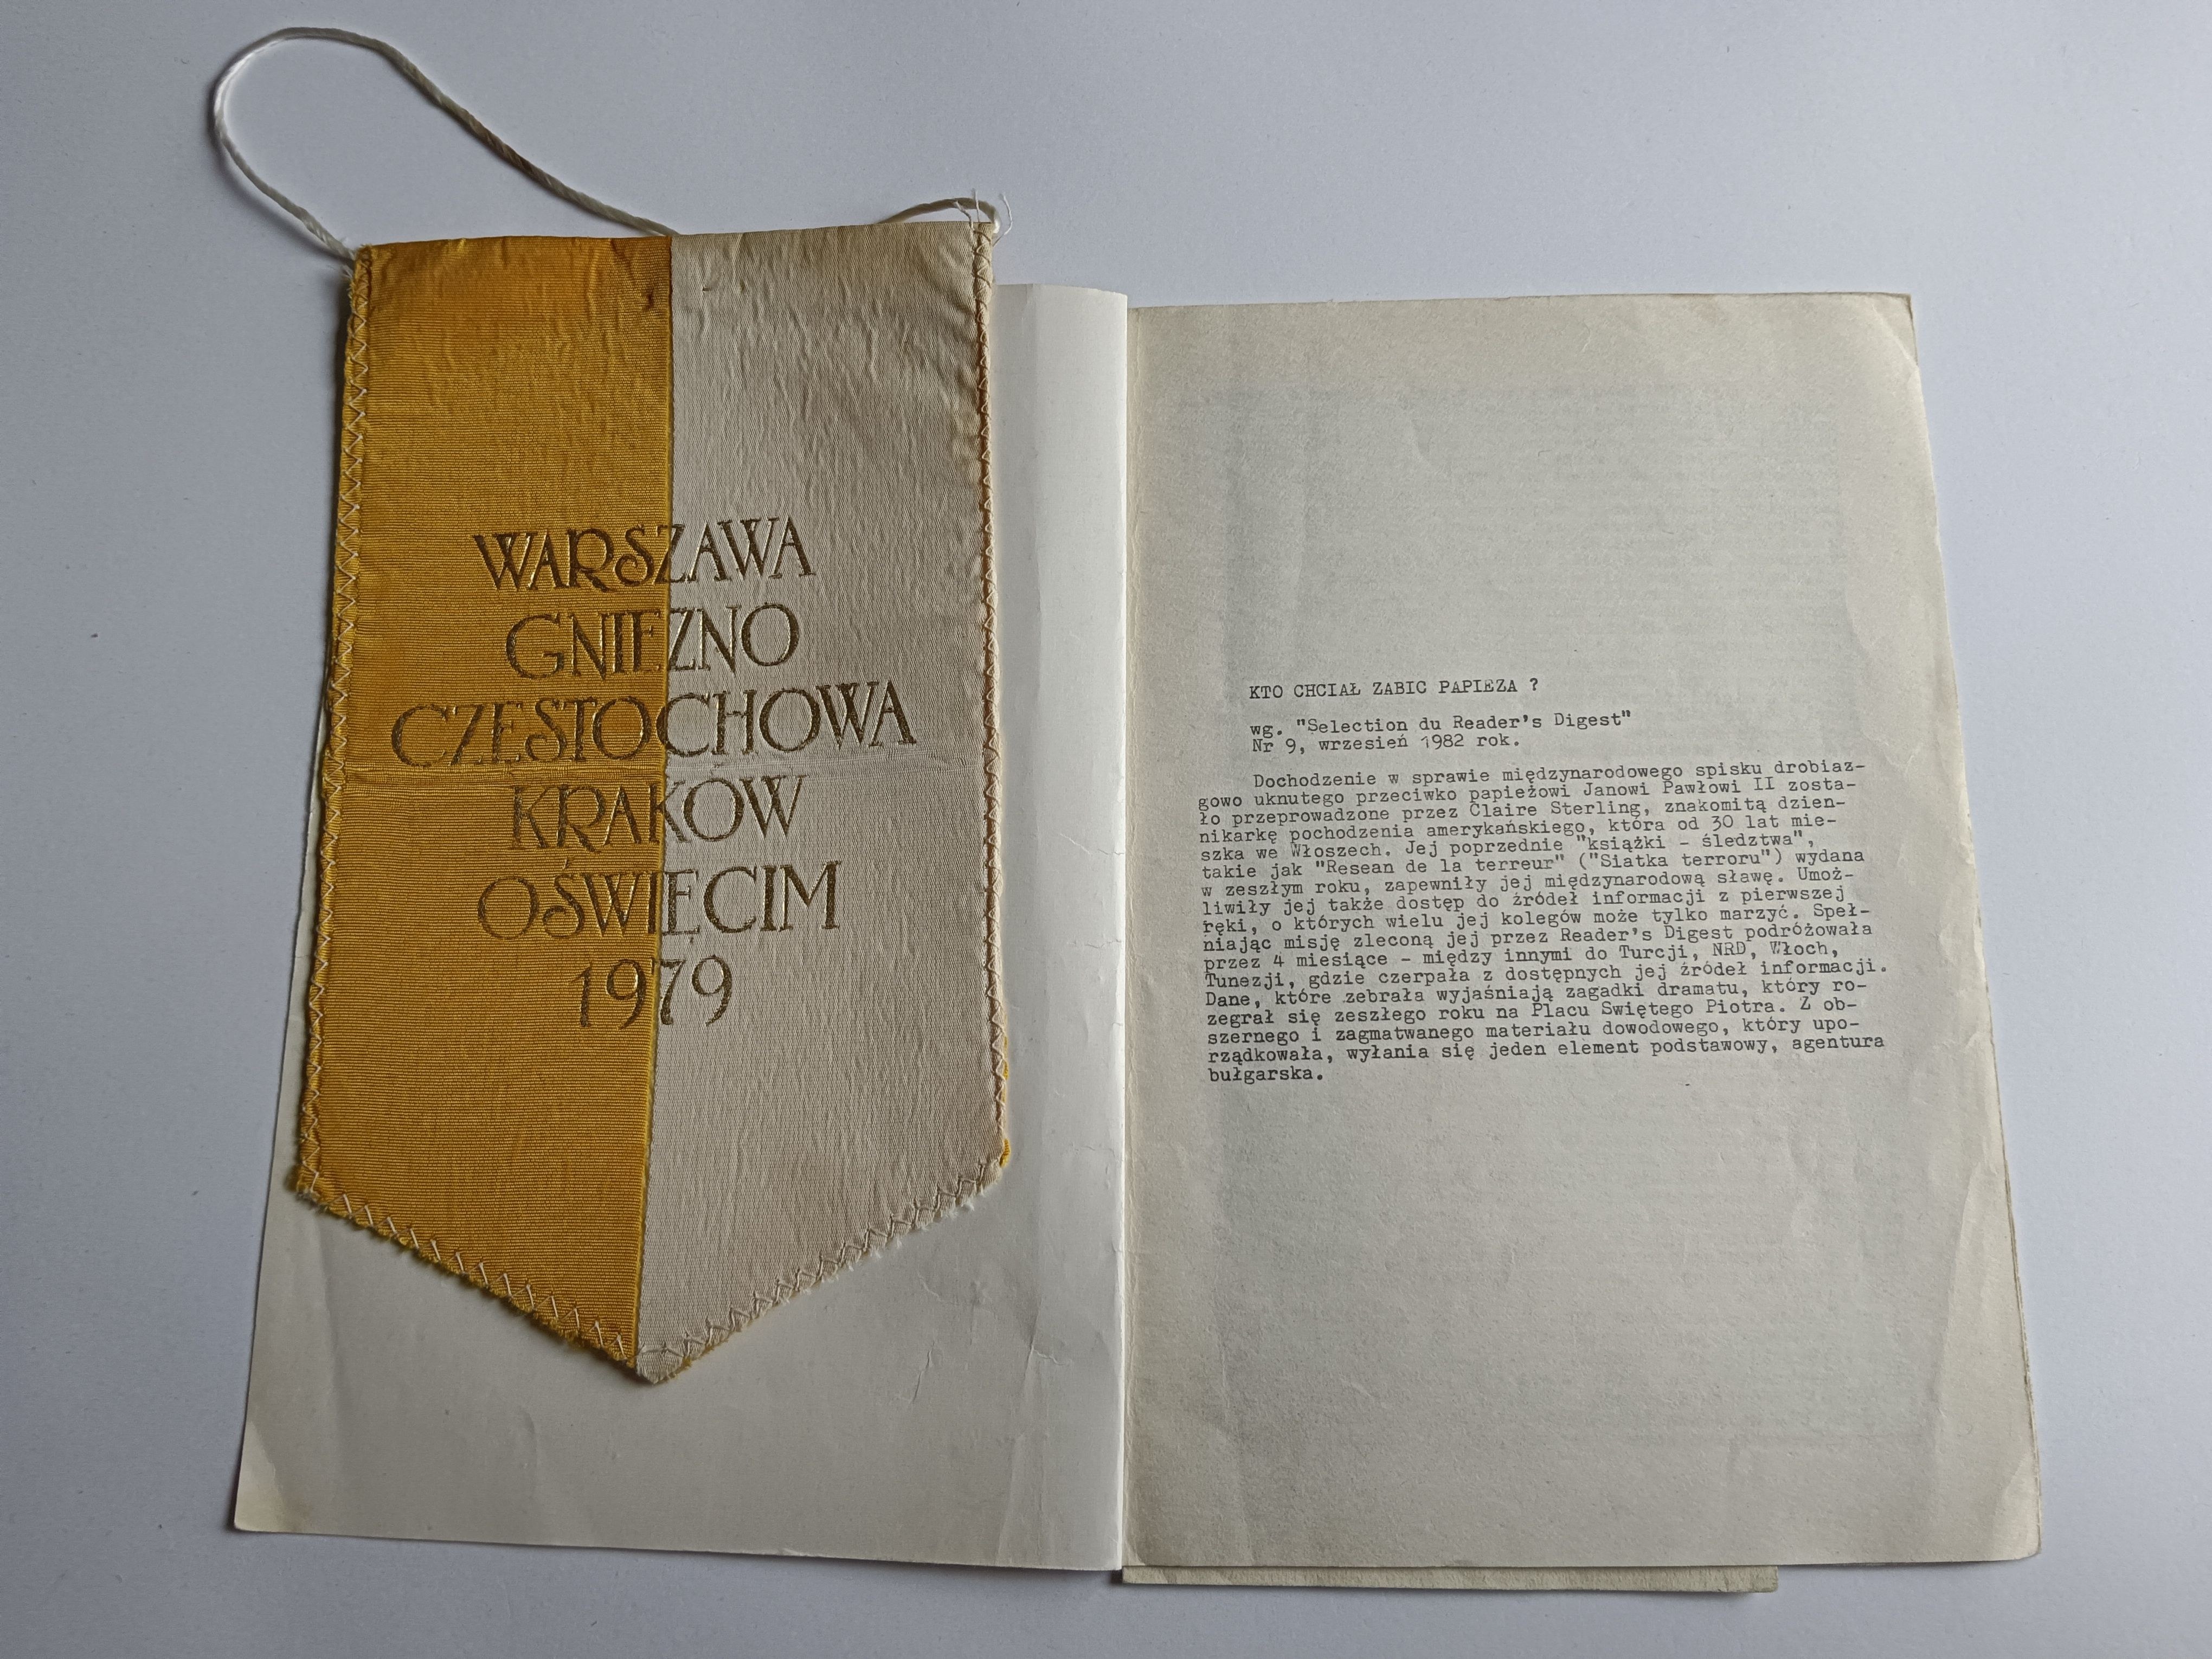 WARSZAWA
GNIEZNO
CZĘSTOCHOWA
KRAKÓW
OŚWIĘCIM
1979
KTO CHCIAŁ ZABIC PAPIEZA ?
wg. "Selection du Reader's Digest"
Nr 9, wrzesień 1982 rok.
Dochodzenie w sprawie międzynarodowego spisku drobiaz-
gowo uknutego przeciwko papieżowi Janowi Pawłowi II zosta-
ło przeprowadzone przez Claire Sterling, znakomitą dzien-
nikarkę pochodzenia amerykańskiego, która od 30 lat mie-
szka we Włoszech. Jej poprzednie "książki - śledztwa",
takie jak "Resean de la terreur" ("Siatka terroru") wydana
w zeszłym roku, zapewniły jej międzynarodową sławę. Umoż-
liwiły jej także dostęp do źródeł informacji z pierwszej
ręki, o których wielu jej kolegów może tylko marzyć. Speł-
niając misję zleconą jej przez Reader's Digest podróżowała
przez 4 miesiące - między innymi do Turcji, NRD, Włoch,
Tunezji, gdzie czerpała z dostępnych jej źródeł informacji.
Dane, które zebrała wyjaśniają zagadki dramatu, który ro-
zegrał się zeszłego roku na Placu Swiętego Piotra. Z ob-
szernego i zagmatwanego materiału dowodowego, który upo-
rządkowała, wyłania się jeden element podstawowy, agentura
bułgarska.